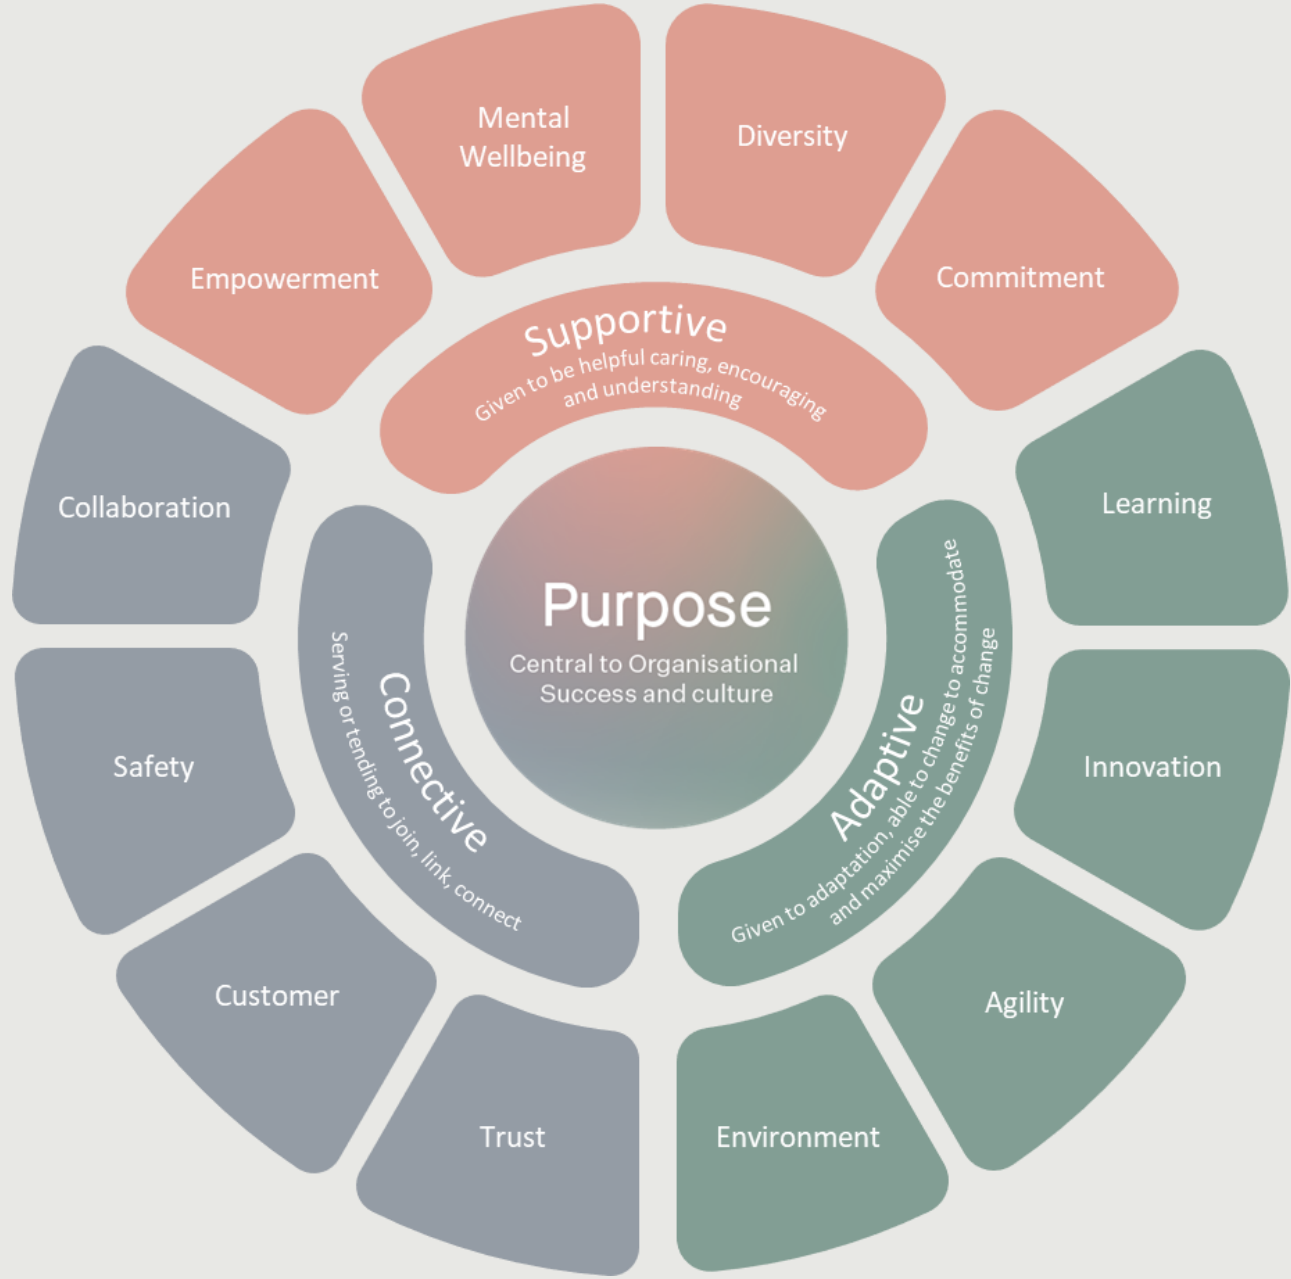 Mental
Wellbeing
Diversity
Empowerment
Commitment
Supportive
Given to be helpful caring, encouraging
and understanding
Collaboration
Learning
Purpose
Central to Organisational
Success and culture
Connective
Serving or tending to join, link, connect
Adaptive
Given to adaptation, able to change to accommodate
and maximise the benefits of change
Safety
Innovation
Customer
Agility
Trust
Environment